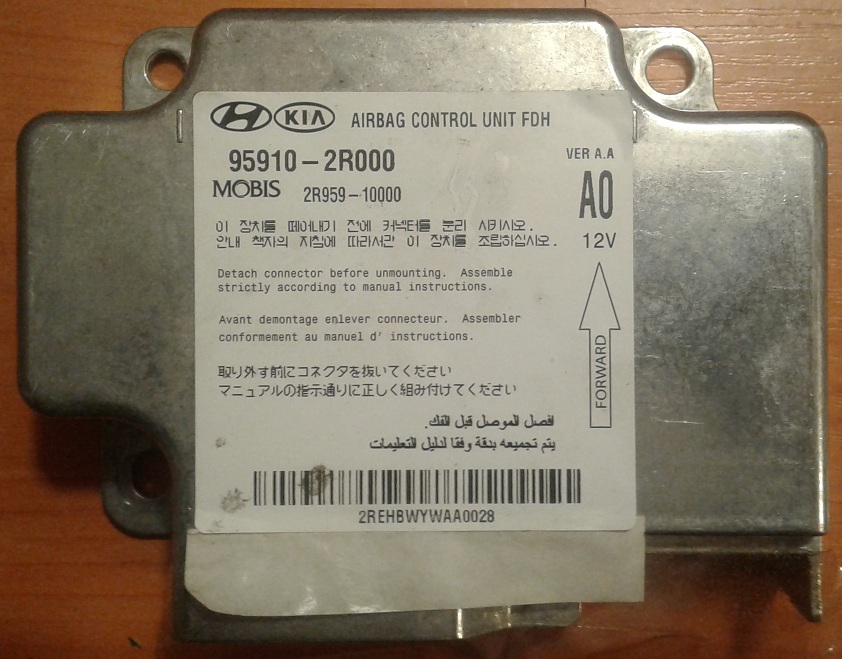 KIA AIRBAG CONTROL UNIT FDH
95910-2R000
VER A.A
MOBIS 2R959-10000
A0
이 장치를 떼어내기 전에 커넥터를 분리 시키시오.
안내 책자의 지침에 따라서만 이 장치를 조립하십시오.
12V
Detach connector before unmounting. Assemble
strictly according to manual instructions.
Avant demontage enlever connecteur. Assembler
conformement au manuel d' instructions.
FORWARD
取り外す前にコネクタを抜いてください
マニュアルの指示通りに正しく組み付けてください
افصل الموصل قبل الفك.
يتم تجميعه بدقة وفقا لدليل التعليمات
2REHBWYWAA0028